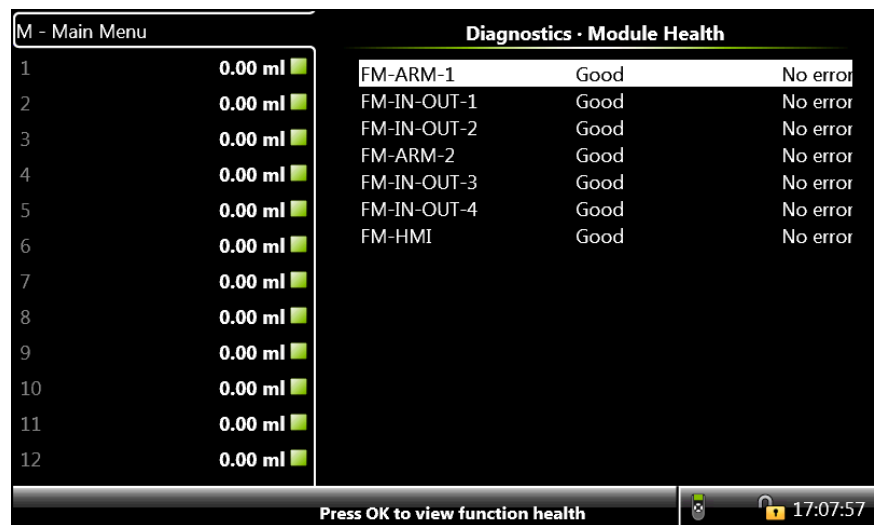 M - Main Menu
1 0.00 ml
2 0.00 ml
3 0.00 ml
4 0.00 ml
5 0.00 ml
6 0.00 ml
7 0.00 ml
8 0.00 ml
9 0.00 ml
10 0.00 ml
11 0.00 ml
12 0.00 ml
Diagnostics · Module Health
FM-ARM-1 Good No error
FM-IN-OUT-1 Good No error
FM-IN-OUT-2 Good No error
FM-ARM-2 Good No error
FM-IN-OUT-3 Good No error
FM-IN-OUT-4 Good No error
FM-HMI Good No error
Press OK to view function health
17:07:57